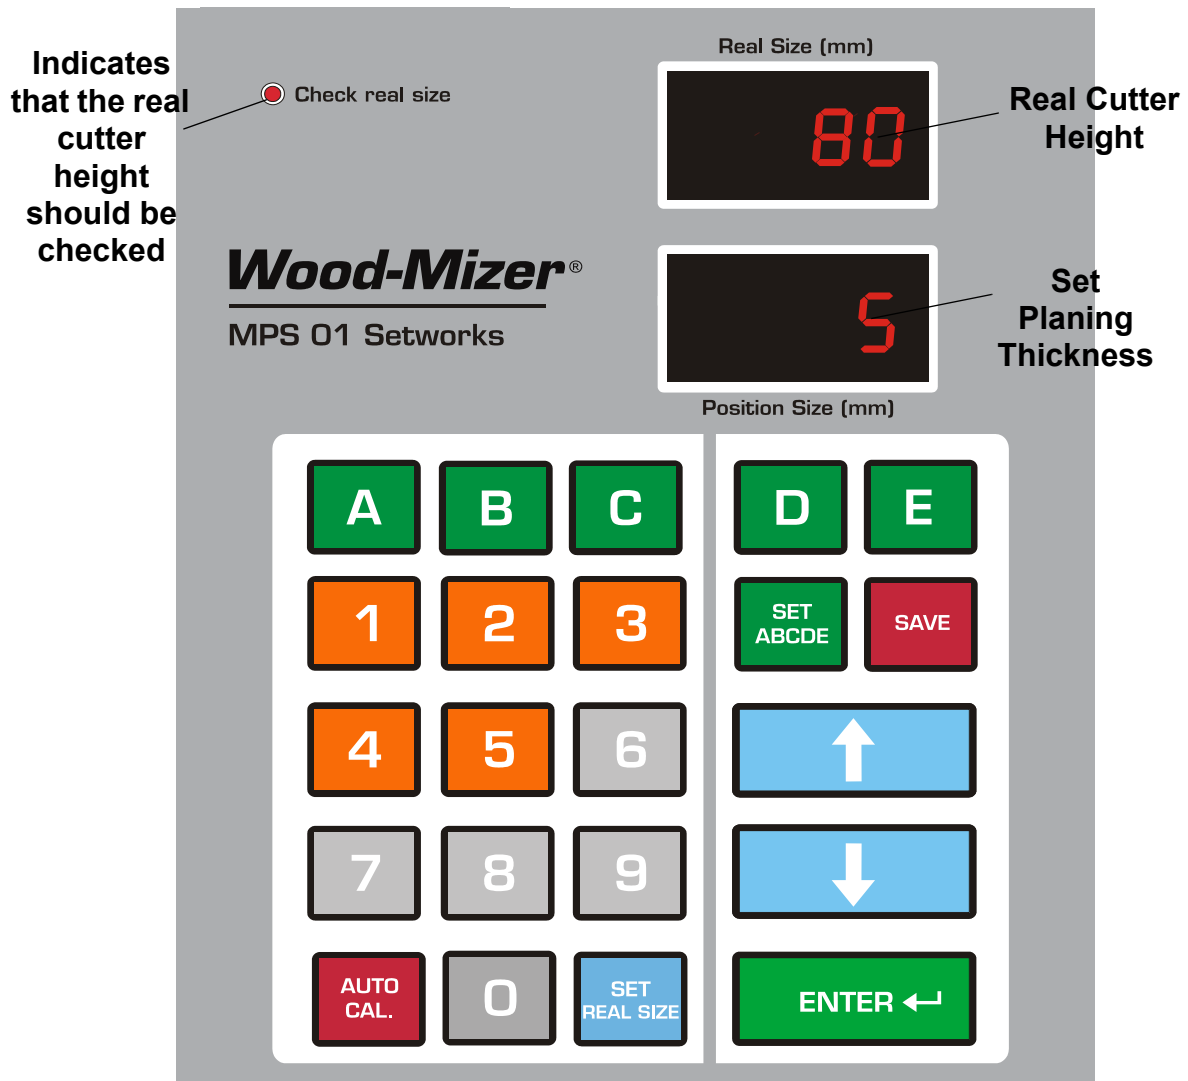 Indicates
that the real
cutter
height
should be
checked
Check real size
Real Size (mm)
80
Real Cutter
Height
Wood-Mizer®
MPS 01 Setworks
5
Set
Planing
Thickness
Position Size (mm)
A B C D E
1 2 3
SET
ABCDE
SAVE
4 5 6
7 8 9
AUTO
CAL.
0
SET
REAL SIZE
ENTER